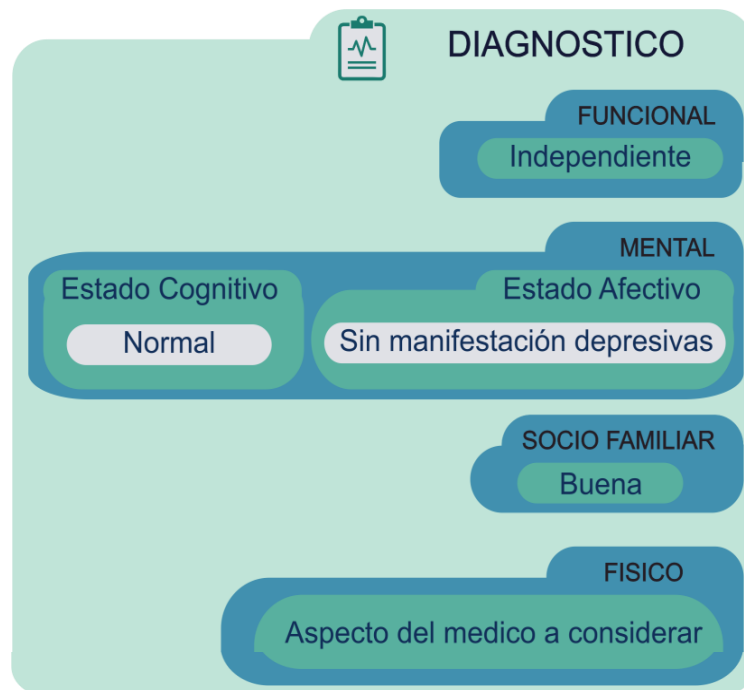 DIAGNOSTICO
FUNCIONAL
Independiente
MENTAL
Estado Cognitivo
Normal
Estado Afectivo
Sin manifestación depresivas
SOCIO FAMILIAR
Buena
FISICO
Aspecto del medico a considerar